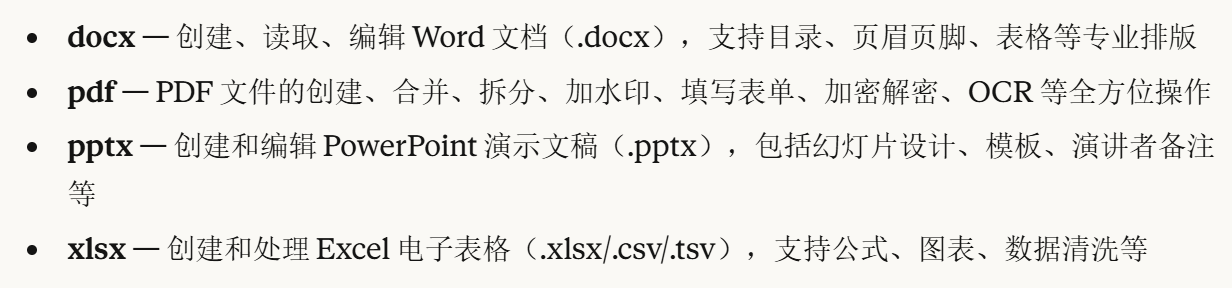 • docx — 创建、读取、编辑 Word 文档（.docx），支持目录、页眉页脚、表格等专业排版
• pdf — PDF 文件的创建、合并、拆分、加水印、填写表单、加密解密、OCR 等全方位操作
• pptx — 创建和编辑 PowerPoint 演示文稿（.pptx），包括幻灯片设计、模板、演讲者备注
等
• xlsx — 创建和处理 Excel 电子表格（.xlsx/.csv/.tsv），支持公式、图表、数据清洗等